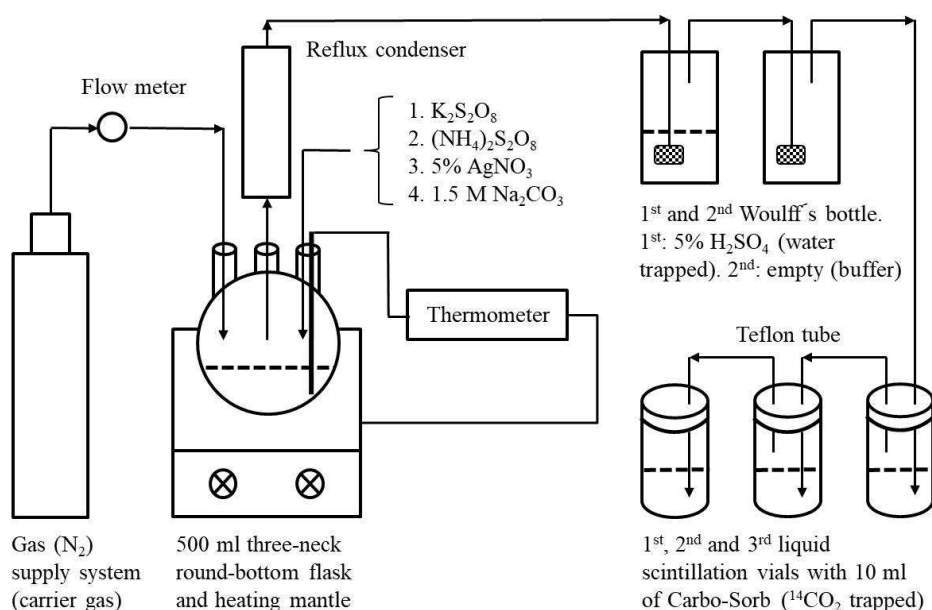 Reflux condenser
Flow meter
1. K₂S₂O₈
2. (NH₄)₂S₂O₈
3. 5% AgNO₃
4. 1.5 M Na₂CO₃
1ˢᵗ and 2ⁿᵈ Woulff´s bottle.
1ˢᵗ: 5% H₂SO₄ (water
trapped). 2ⁿᵈ: empty (buffer)
Thermometer
Teflon tube
Gas (N₂)
supply system
(carrier gas)
500 ml three-neck
round-bottom flask
and heating mantle
1ˢᵗ, 2ⁿᵈ and 3ʳᵈ liquid
scintillation vials with 10 ml
of Carbo-Sorb (¹⁴CO₂ trapped)